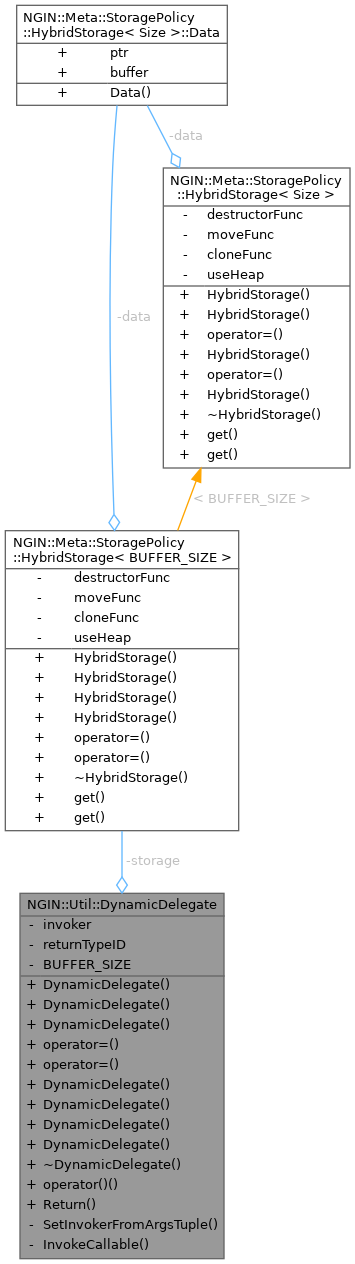 NGIN::Meta::StoragePolicy
::HybridStorage< Size >::Data
+ ptr
+ buffer
+ Data()
-data
NGIN::Meta::StoragePolicy
::HybridStorage< Size >
- destructorFunc
- moveFunc
- cloneFunc
- useHeap
+ HybridStorage()
+ HybridStorage()
+ operator=()
+ HybridStorage()
+ operator=()
+ HybridStorage()
+ ~HybridStorage()
+ get()
+ get()
-data
< BUFFER_SIZE >
NGIN::Meta::StoragePolicy
::HybridStorage< BUFFER_SIZE >
- destructorFunc
- moveFunc
- cloneFunc
- useHeap
+ HybridStorage()
+ HybridStorage()
+ HybridStorage()
+ HybridStorage()
+ operator=()
+ operator=()
+ ~HybridStorage()
+ get()
+ get()
-storage
NGIN::Util::DynamicDelegate
- invoker
- returnTypeID
- BUFFER_SIZE
+ DynamicDelegate()
+ DynamicDelegate()
+ DynamicDelegate()
+ operator=()
+ operator=()
+ DynamicDelegate()
+ DynamicDelegate()
+ DynamicDelegate()
+ DynamicDelegate()
+ ~DynamicDelegate()
+ operator()()
+ Return()
- SetInvokerFromArgsTuple()
- InvokeCallable()